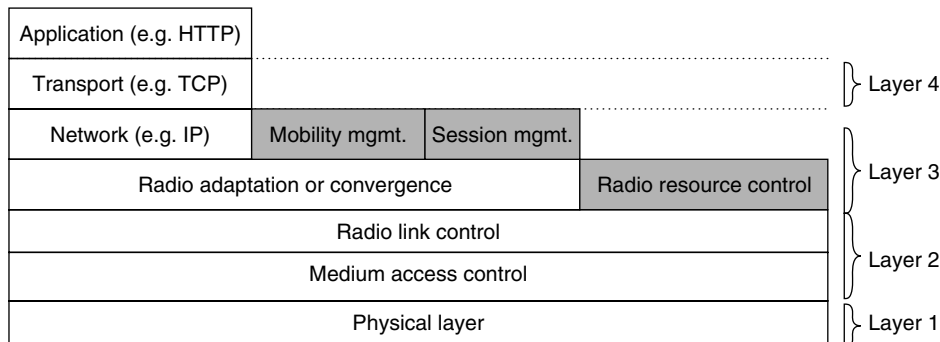 Application (e.g. HTTP)
Transport (e.g. TCP)
Layer 4
Network (e.g. IP)
Mobility mgmt.
Session mgmt.
Layer 3
Radio adaptation or convergence
Radio resource control
Radio link control
Layer 2
Medium access control
Physical layer
Layer 1